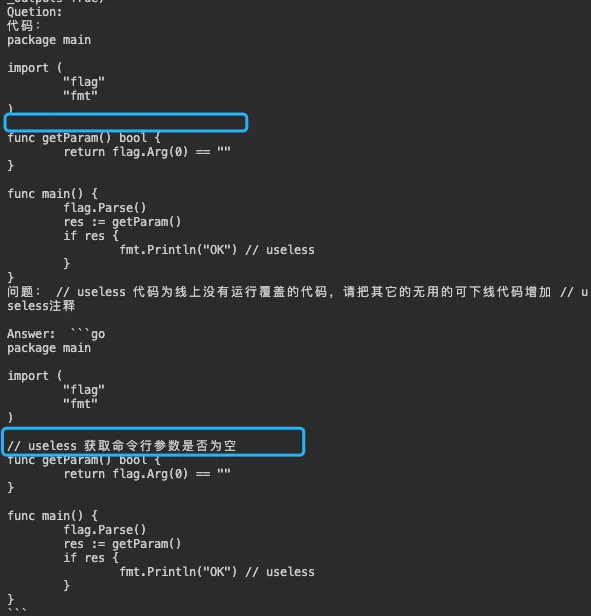 _outputs=True)
Quetion:
代码：
package main
import (
"flag"
"fmt"
)
func getParam() bool {
return flag.Arg(0) == ""
}
func main() {
flag.Parse()
res := getParam()
if res {
fmt.Println("OK") // useless
}
}
问题： // useless 代码为线上没有运行覆盖的代码，请把其它的无用的可下线代码增加 // u
seless注释
Answer: ```go
package main
import (
"flag"
"fmt"
)
// useless 获取命令行参数是否为空
func getParam() bool {
return flag.Arg(0) == ""
}
func main() {
flag.Parse()
res := getParam()
if res {
fmt.Println("OK") // useless
}
}
```